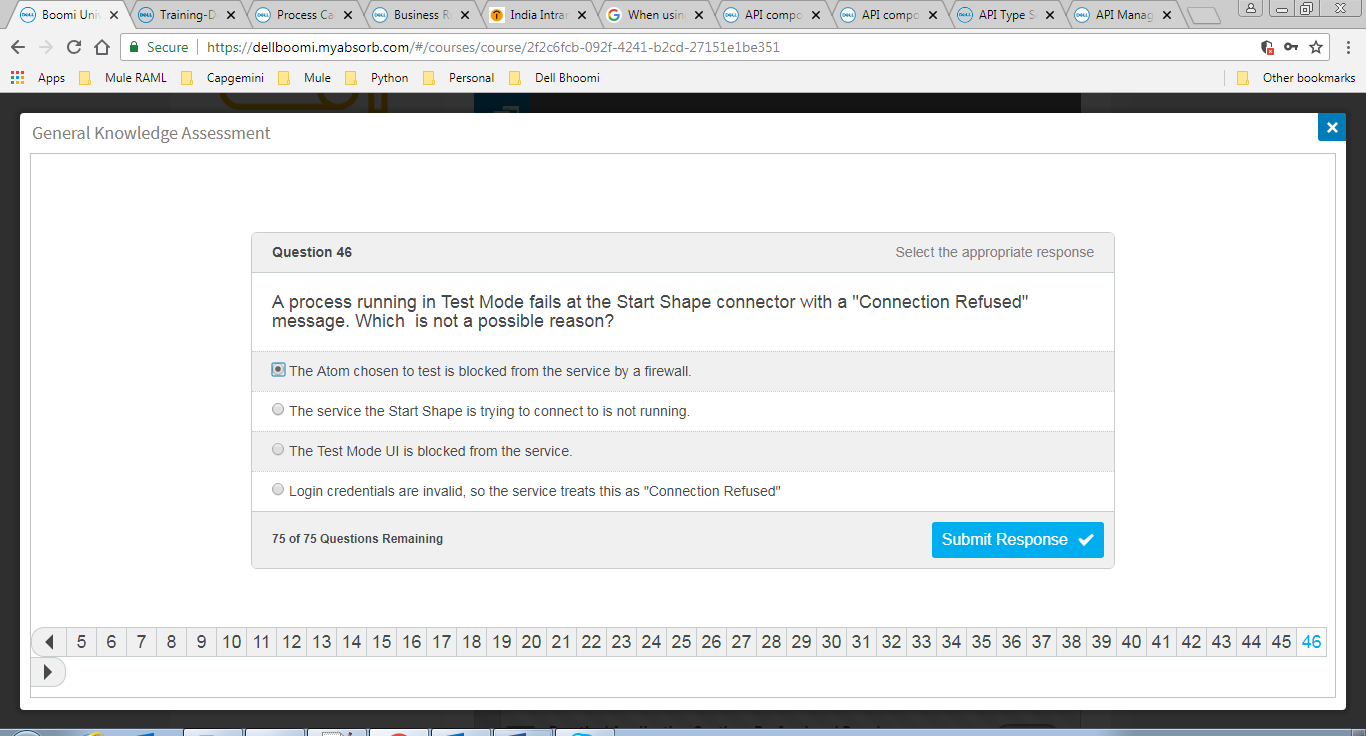 Boomi Univ
Training-D
Process Ca
Business R
India Intran
When using
API compo
API compo
API Type S
API Manag
Secure https://dellboomi.myabsorb.com/#/courses/course/2f2c6fcb-092f-4241-b2cd-27151e1be351
Apps Mule RAML Capgemini Mule Python Personal Dell Bhoomi Other bookmarks
General Knowledge Assessment
Question 46 Select the appropriate response
A process running in Test Mode fails at the Start Shape connector with a "Connection Refused"
message. Which is not a possible reason?
The Atom chosen to test is blocked from the service by a firewall.
The service the Start Shape is trying to connect to is not running.
The Test Mode UI is blocked from the service.
Login credentials are invalid, so the service treats this as "Connection Refused"
75 of 75 Questions Remaining Submit Response
5 6 7 8 9 10 11 12 13 14 15 16 17 18 19 20 21 22 23 24 25 26 27 28 29 30 31 32 33 34 35 36 37 38 39 40 41 42 43 44 45 46